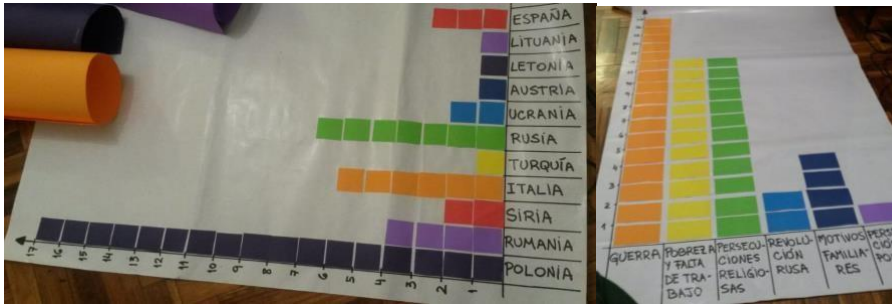 ESPAÑA
LITUANIA
LETONIA
AUSTRIA
UCRANIA
RUSIA
TURQUÍA
ITALIA
SIRIA
RUMANIA
POLONIA
17 16 15 14 13 12 11 10 9 8 7 6 5 4 3 2 1
GUERRA
POBREZA
Y FALTA
DE TRA-
BAJO
PERSECU-
CIONES
RELIGIO-
SAS
REVOLU-
CIÓN
RUSA
MOTIVOS
FAMILIA-
RES